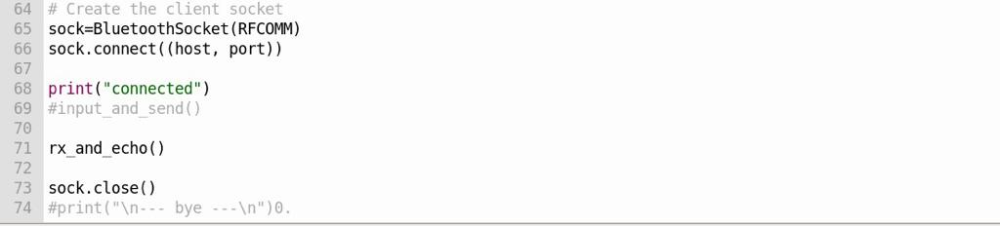 64 # Create the client socket
65 sock=BluetoothSocket(RFCOMM)
66 sock.connect((host, port))
67
68 print("connected")
69 #input_and_send()
70
71 rx_and_echo()
72
73 sock.close()
74 #print("\n--- bye ---\n")0.